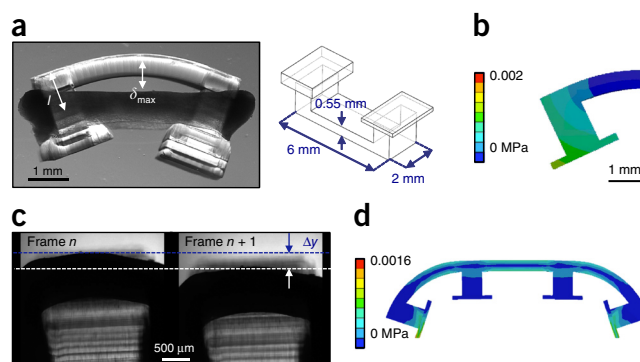 a
l
δmax
1 mm
0.55 mm
6 mm
2 mm
b
0.002
0 MPa
1 mm
c
Frame n
Frame n + 1
Δy
500 μm
d
0.0016
0 MPa